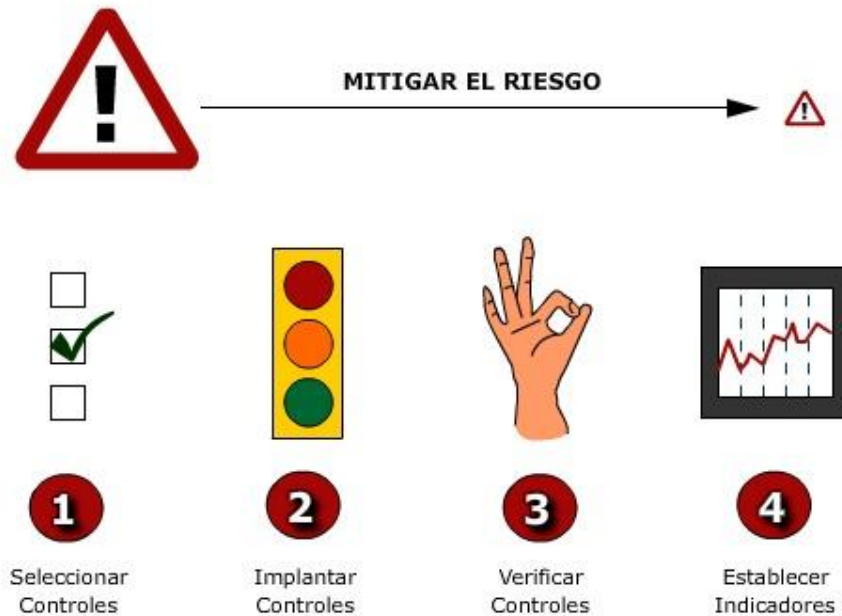 !
MITIGAR EL RIESGO
!
1
2
3
4
Seleccionar
Controles
Implantar
Controles
Verificar
Controles
Establecer
Indicadores